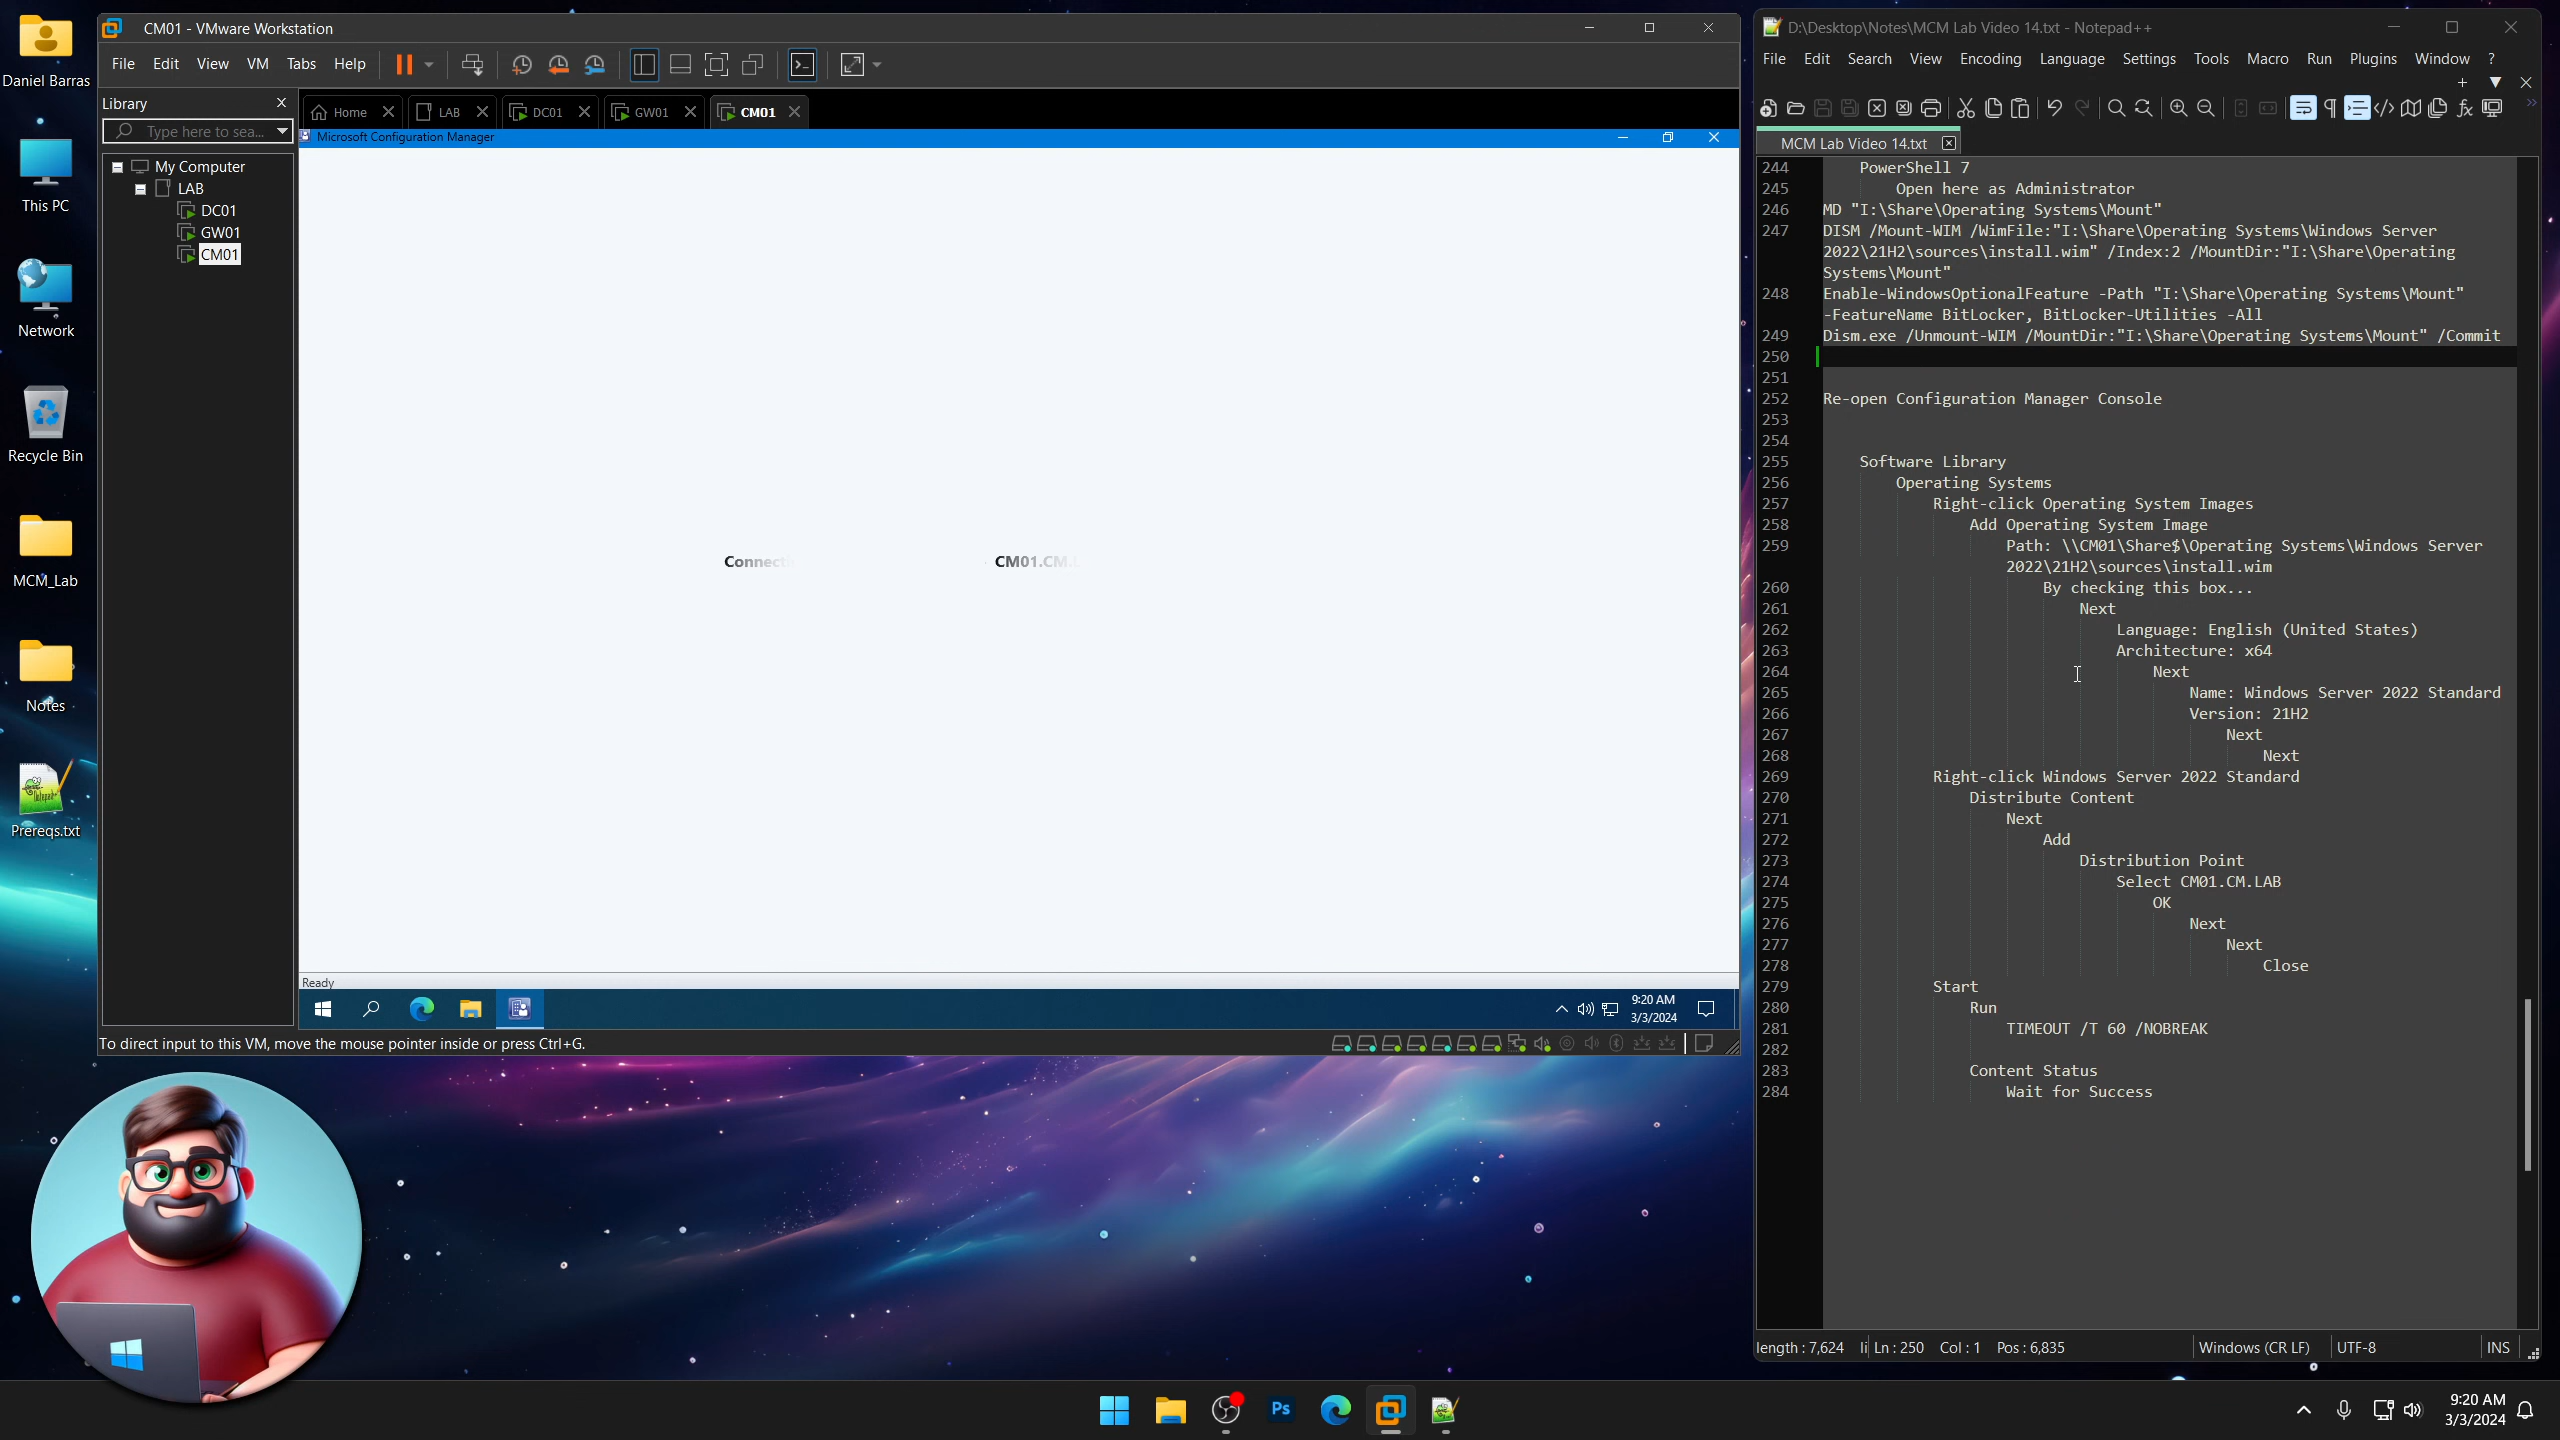 Daniel Barras
This PC
Network
Recycle Bin
MCM_Lab
Notes
Prereqs.txt
CM01 - VMware Workstation
File Edit View VM Tabs Help
Library
Type here to sea...
My Computer
LAB
DC01
GW01
CM01
Home LAB DC01 GW01 CM01
Microsoft Configuration Manager
Connecti CM01.CM.
Ready
9:20 AM
3/3/2024
To direct input to this VM, move the mouse pointer inside or press Ctrl+G.
D:\Desktop\Notes\MCM Lab Video 14.txt - Notepad++
File Edit Search View Encoding Language Settings Tools Macro Run Plugins Window ?
MCM Lab Video 14.txt
244 PowerShell 7
245 Open here as Administrator
246 MD "I:\Share\Operating Systems\Mount"
247 DISM /Mount-WIM /WimFile:"I:\Share\Operating Systems\Windows Server
2022\21H2\sources\install.wim" /Index:2 /MountDir:"I:\Share\Operating
Systems\Mount"
248 Enable-WindowsOptionalFeature -Path "I:\Share\Operating Systems\Mount"
-FeatureName BitLocker, BitLocker-Utilities -All
249 Dism.exe /Unmount-WIM /MountDir:"I:\Share\Operating Systems\Mount" /Commit
250
251
252 Re-open Configuration Manager Console
253
254
255 Software Library
256 Operating Systems
257 Right-click Operating System Images
258 Add Operating System Image
259 Path: \\CM01\Share$\Operating Systems\Windows Server
2022\21H2\sources\install.wim
260 By checking this box...
261 Next
262 Language: English (United States)
263 Architecture: x64
264 Next
265 Name: Windows Server 2022 Standard
266 Version: 21H2
267 Next
268 Next
269 Right-click Windows Server 2022 Standard
270 Distribute Content
271 Next
272 Add
273 Distribution Point
274 Select CM01.CM.LAB
275 OK
276 Next
277 Next
278 Close
279 Start
280 Run
281 TIMEOUT /T 60 /NOBREAK
282
283 Content Status
284 Wait for Success
length : 7,624 li Ln : 250 Col : 1 Pos : 6,835 Windows (CR LF) UTF-8 INS
Ps
9:20 AM
3/3/2024